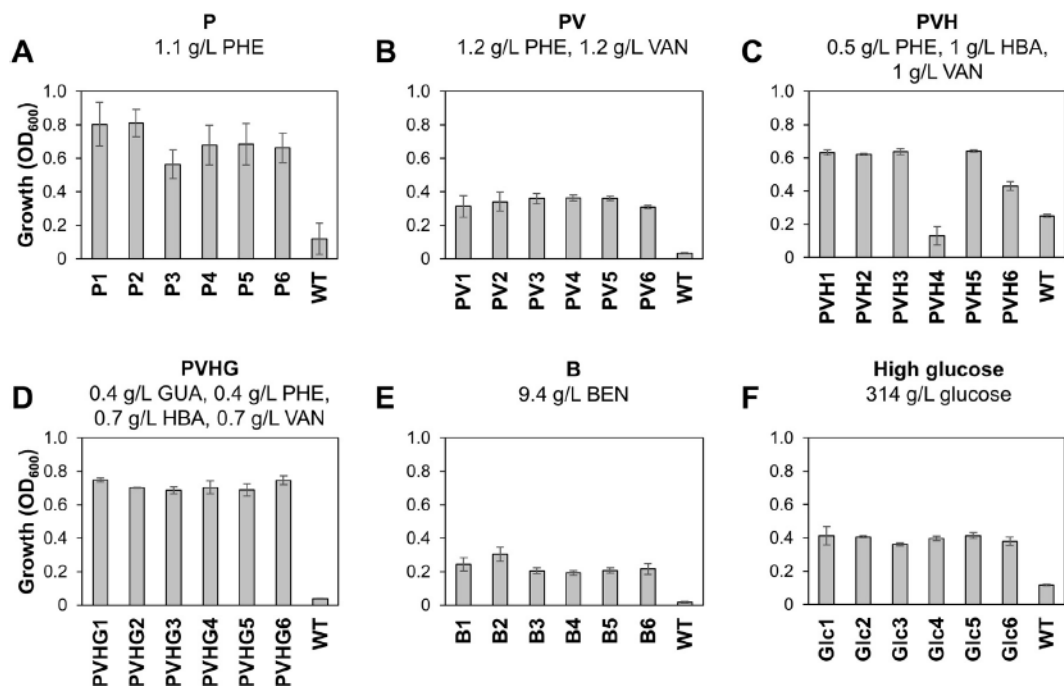 A
P
1.1 g/L PHE
Growth (OD600)
1.0
0.8
0.6
0.4
0.2
0
P1
P2
P3
P4
P5
P6
WT
B
PV
1.2 g/L PHE, 1.2 g/L VAN
1.0
0.8
0.6
0.4
0.2
0
PV1
PV2
PV3
PV4
PV5
PV6
WT
C
PVH
0.5 g/L PHE, 1 g/L HBA,
1 g/L VAN
1.0
0.8
0.6
0.4
0.2
0
PVH1
PVH2
PVH3
PVH4
PVH5
PVH6
WT
D
PVHG
0.4 g/L GUA, 0.4 g/L PHE,
0.7 g/L HBA, 0.7 g/L VAN
Growth (OD600)
1.0
0.8
0.6
0.4
0.2
0
PVHG1
PVHG2
PVHG3
PVHG4
PVHG5
PVHG6
WT
E
B
9.4 g/L BEN
1.0
0.8
0.6
0.4
0.2
0
B1
B2
B3
B4
B5
B6
WT
F
High glucose
314 g/L glucose
1.0
0.8
0.6
0.4
0.2
0
Glc1
Glc2
Glc3
Glc4
Glc5
Glc6
WT